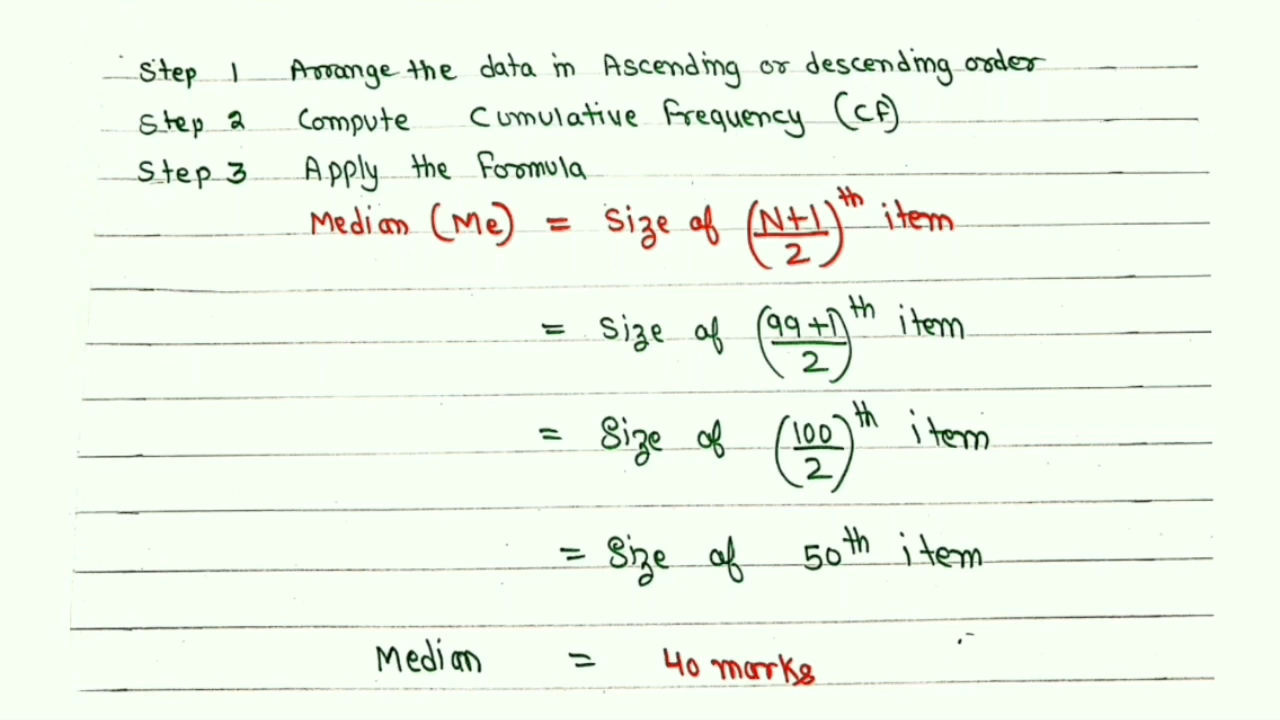 Step 1 Arrange the data in Ascending or descending order
Step 2 Compute Cumulative Frequency (CF)
Step 3 Apply the Formula
Median (Me) = Size of (N+1/2)th item
= Size of (99+1/2)th item
= Size of (100/2)th item
= Size of 50th item
Median = 40 marks